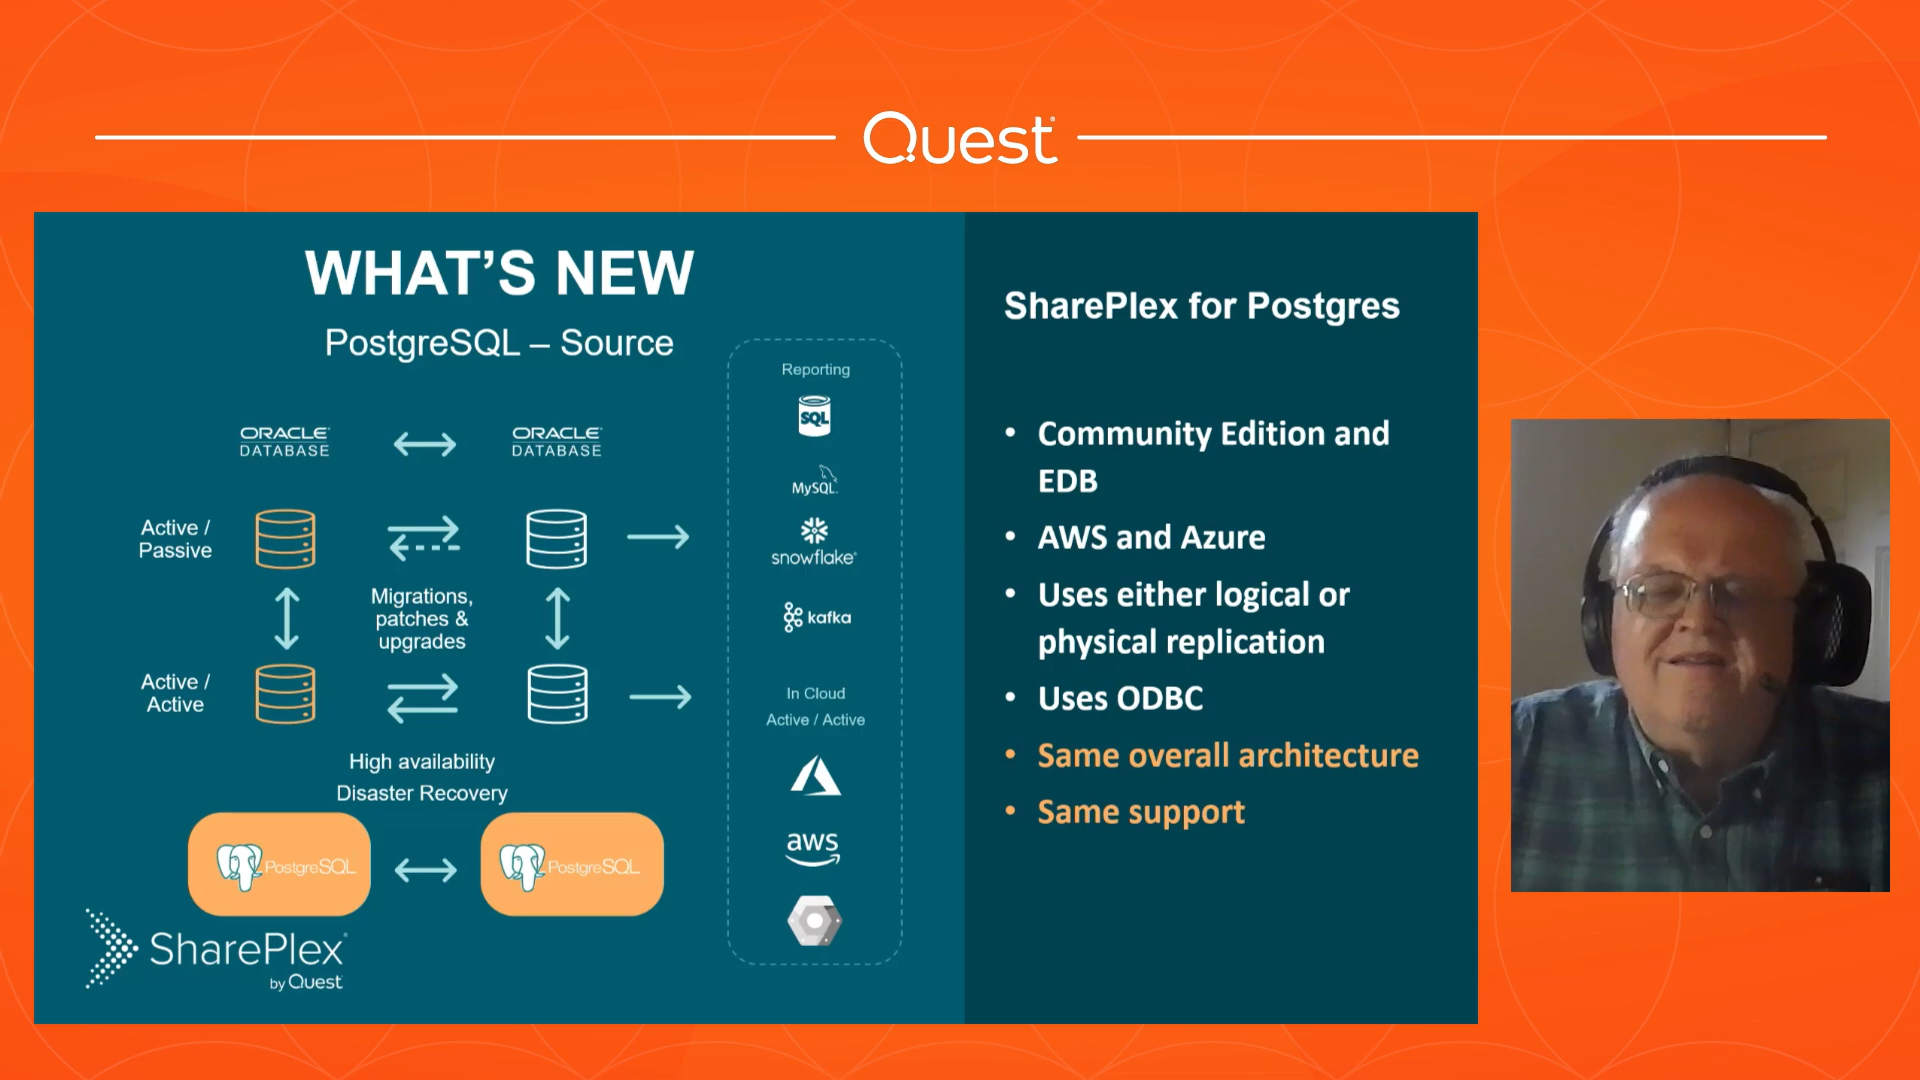 Quest
WHAT'S NEW
PostgreSQL – Source
ORACLE
DATABASE
ORACLE
DATABASE
Active /
Passive
Migrations,
patches &
upgrades
Active /
Active
High availability
Disaster Recovery
PostgreSQL
PostgreSQL
SharePlex
by Quest
Reporting
SQL
MySQL
snowflake
kafka
In Cloud
Active / Active
aws
SharePlex for Postgres
• Community Edition and
EDB
• AWS and Azure
• Uses either logical or
physical replication
• Uses ODBC
• Same overall architecture
• Same support